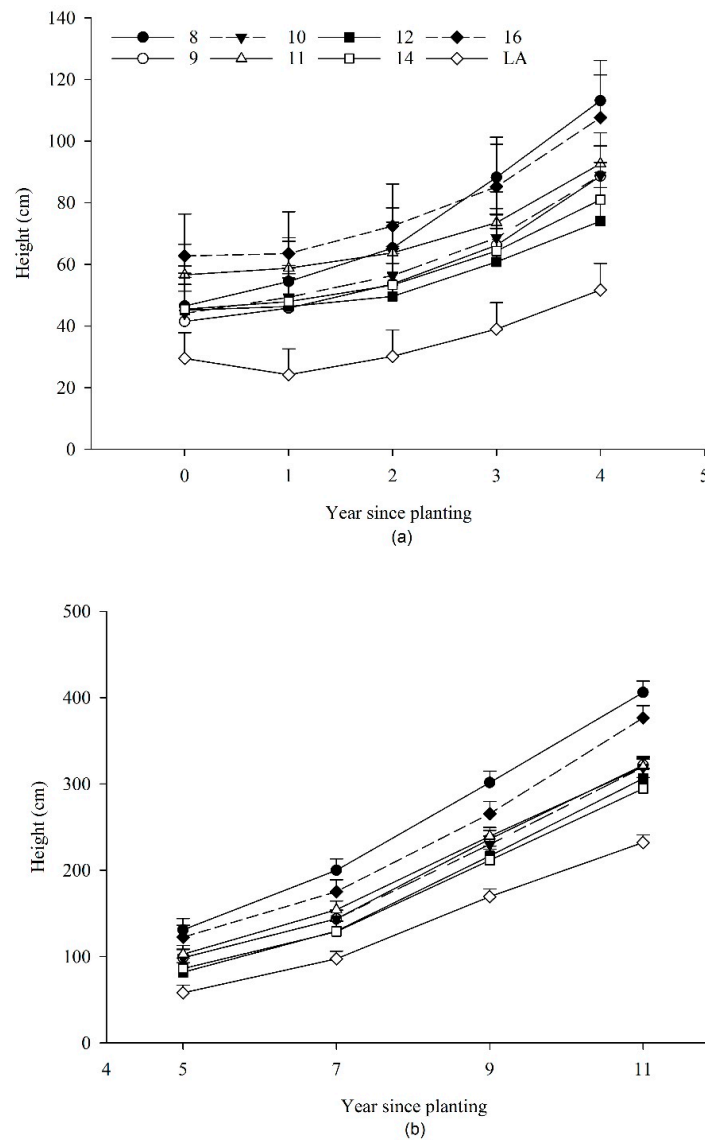 140
8 10 12 16
9 11 14 LA
120
100
80
60
40
20
0
Height (cm)
0 1 2 3 4 5
Year since planting
(a)
500
400
300
200
100
0
Height (cm)
4 5 7 9 11
Year since planting
(b)